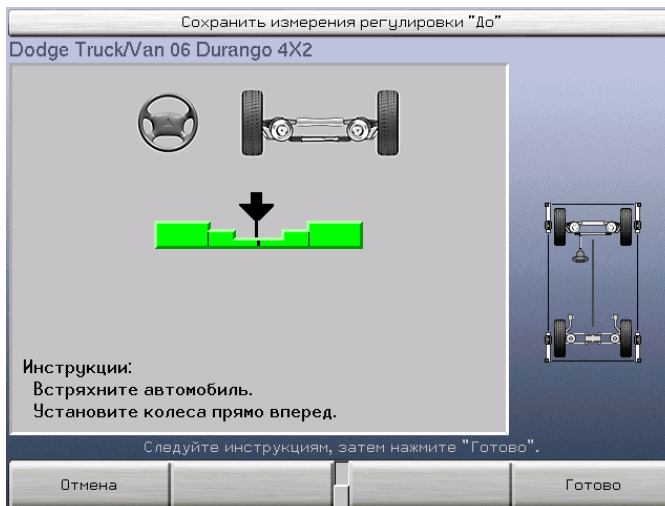 Сохранить измерения регулировки "До"
Dodge Truck/Van 06 Durango 4X2
Инструкции:
Встряхните автомобиль.
Установите колеса прямо вперед.
Следуйте инструкциям, затем нажмите "Готово".
Отмена
Готово